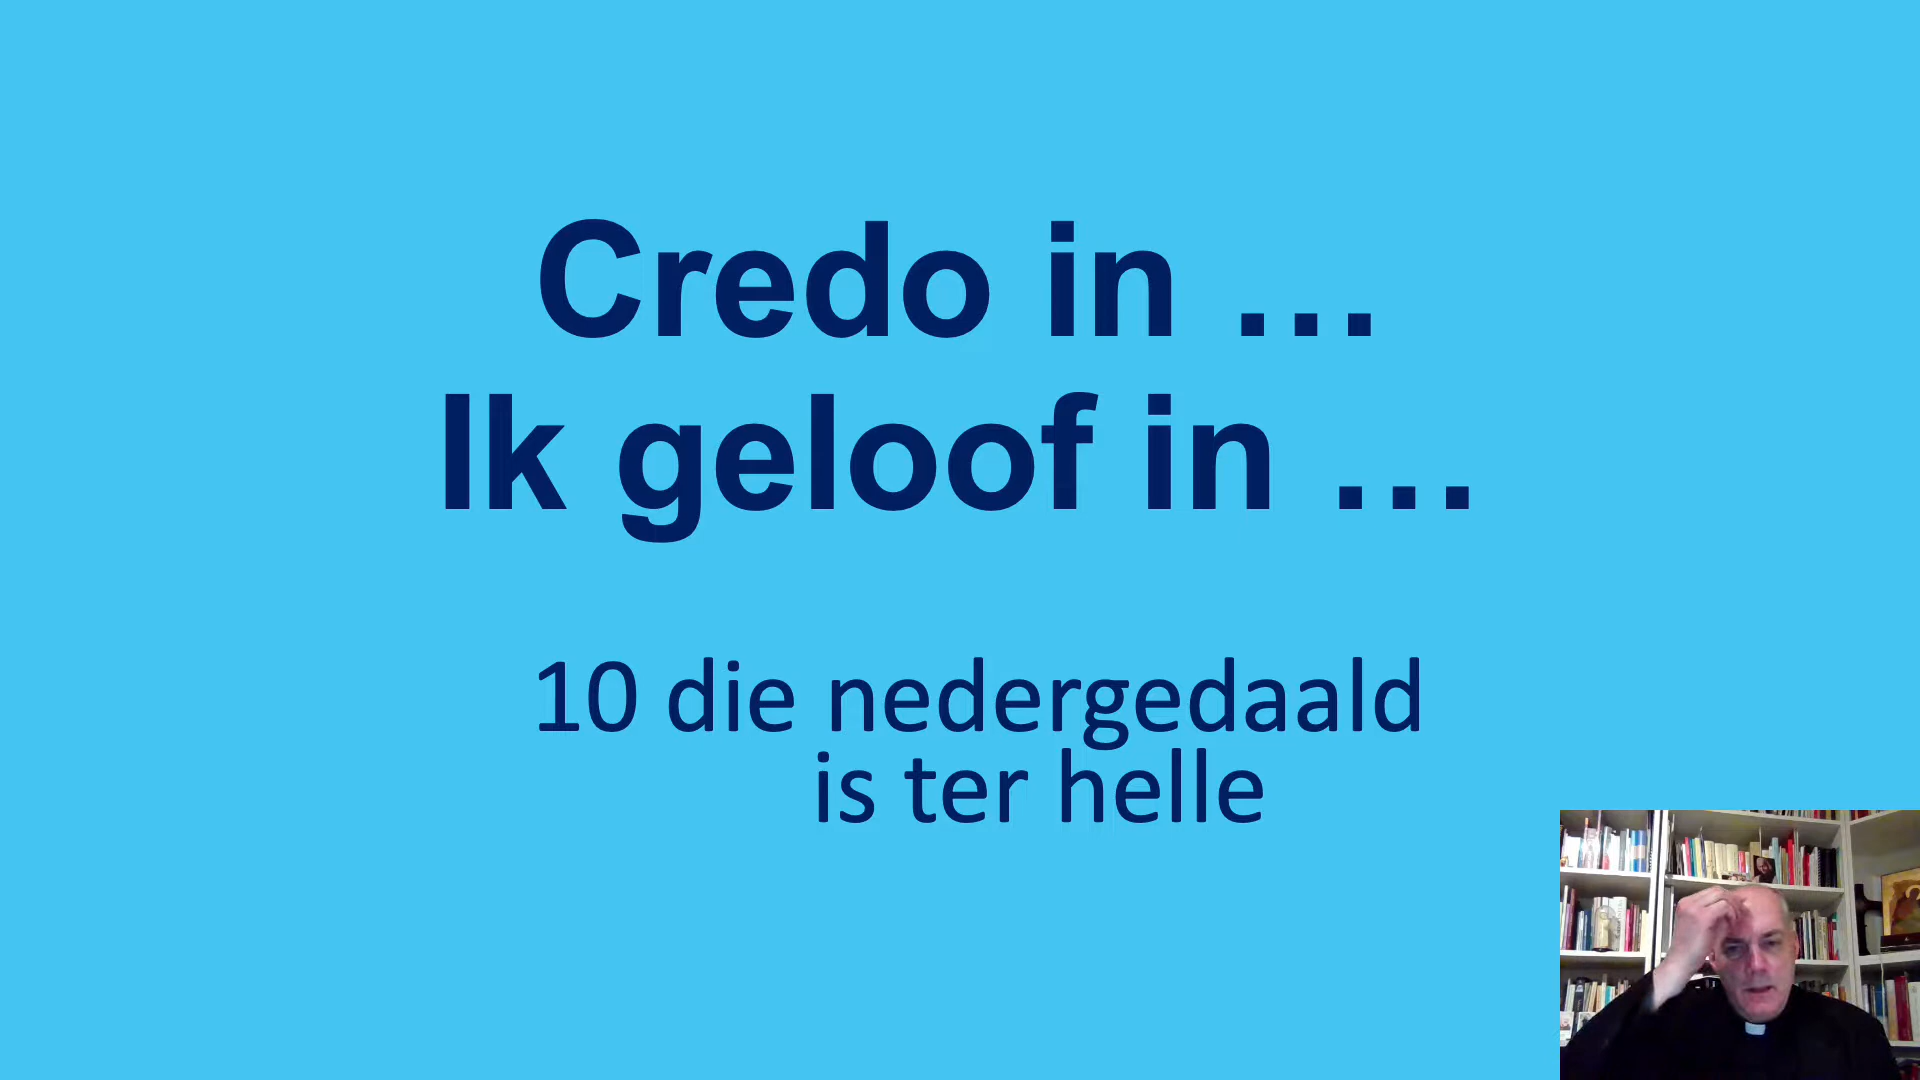 Credo in …
Ik geloof in …
10 die nedergedaald
is ter helle